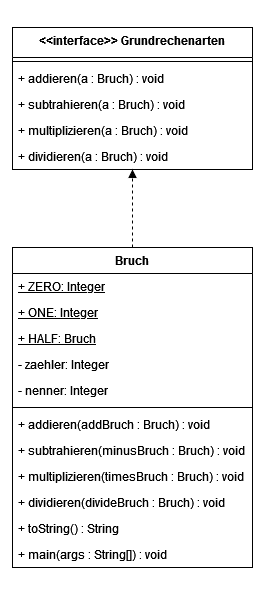 <<interface>> Grundrechenarten
+ addieren(a : Bruch) : void
+ subtrahieren(a : Bruch) : void
+ multiplizieren(a : Bruch) : void
+ dividieren(a : Bruch) : void
Bruch
+ ZERO: Integer
+ ONE: Integer
+ HALF: Bruch
- zaehler: Integer
- nenner: Integer
+ addieren(addBruch : Bruch) : void
+ subtrahieren(minusBruch : Bruch) : void
+ multiplizieren(timesBruch : Bruch) : void
+ dividieren(divideBruch : Bruch) : void
+ toString() : String
+ main(args : String[]) : void